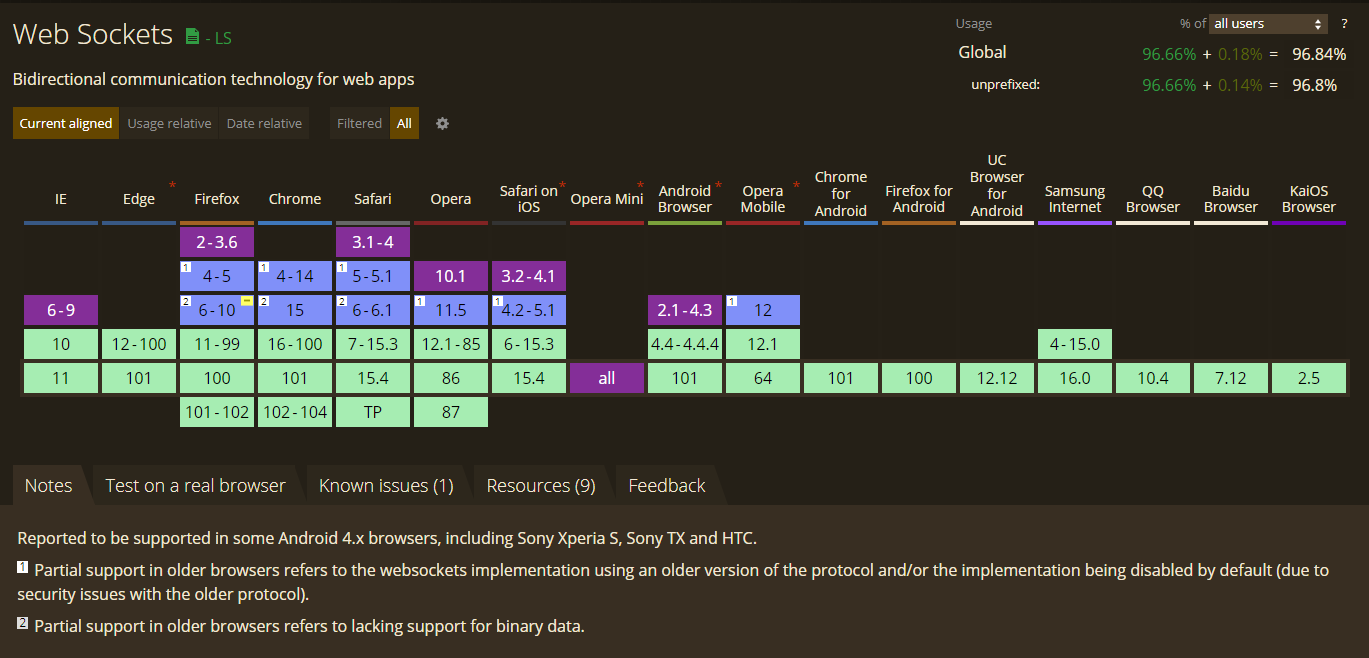 Web Sockets - LS
Usage % of all users ?
Global 96.66% + 0.18% = 96.84%
unprefixed: 96.66% + 0.14% = 96.8%
Bidirectional communication technology for web apps
Current aligned Usage relative Date relative Filtered All
IE Edge * Firefox Chrome Safari Opera Safari on iOS * Opera Mini * Android Browser * Opera Mobile * Chrome for Android Firefox for Android UC Browser for Android Samsung Internet QQ Browser Baidu Browser KaiOS Browser
2-3.6 3.1-4
1 4-5 1 4-14 1 5-5.1 10.1 3.2-4.1
6-9 2 6-10 2 15 2 6-6.1 1 11.5 1 4.2-5.1 2.1-4.3 1 12
10 12-100 11-99 16-100 7-15.3 12.1-85 6-15.3 4.4-4.4.4 12.1 4-15.0
11 101 100 101 15.4 86 15.4 all 101 64 101 100 12.12 16.0 10.4 7.12 2.5
101-102 102-104 TP 87
Notes Test on a real browser Known issues (1) Resources (9) Feedback
Reported to be supported in some Android 4.x browsers, including Sony Xperia S, Sony TX and HTC.
1 Partial support in older browsers refers to the websockets implementation using an older version of the protocol and/or the implementation being disabled by default (due to
security issues with the older protocol).
2 Partial support in older browsers refers to lacking support for binary data.